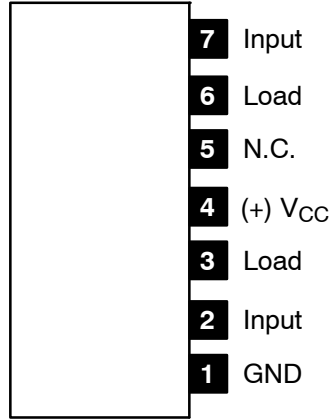 7 Input
6 Load
5 N.C.
4 (+) VCC
3 Load
2 Input
1 GND